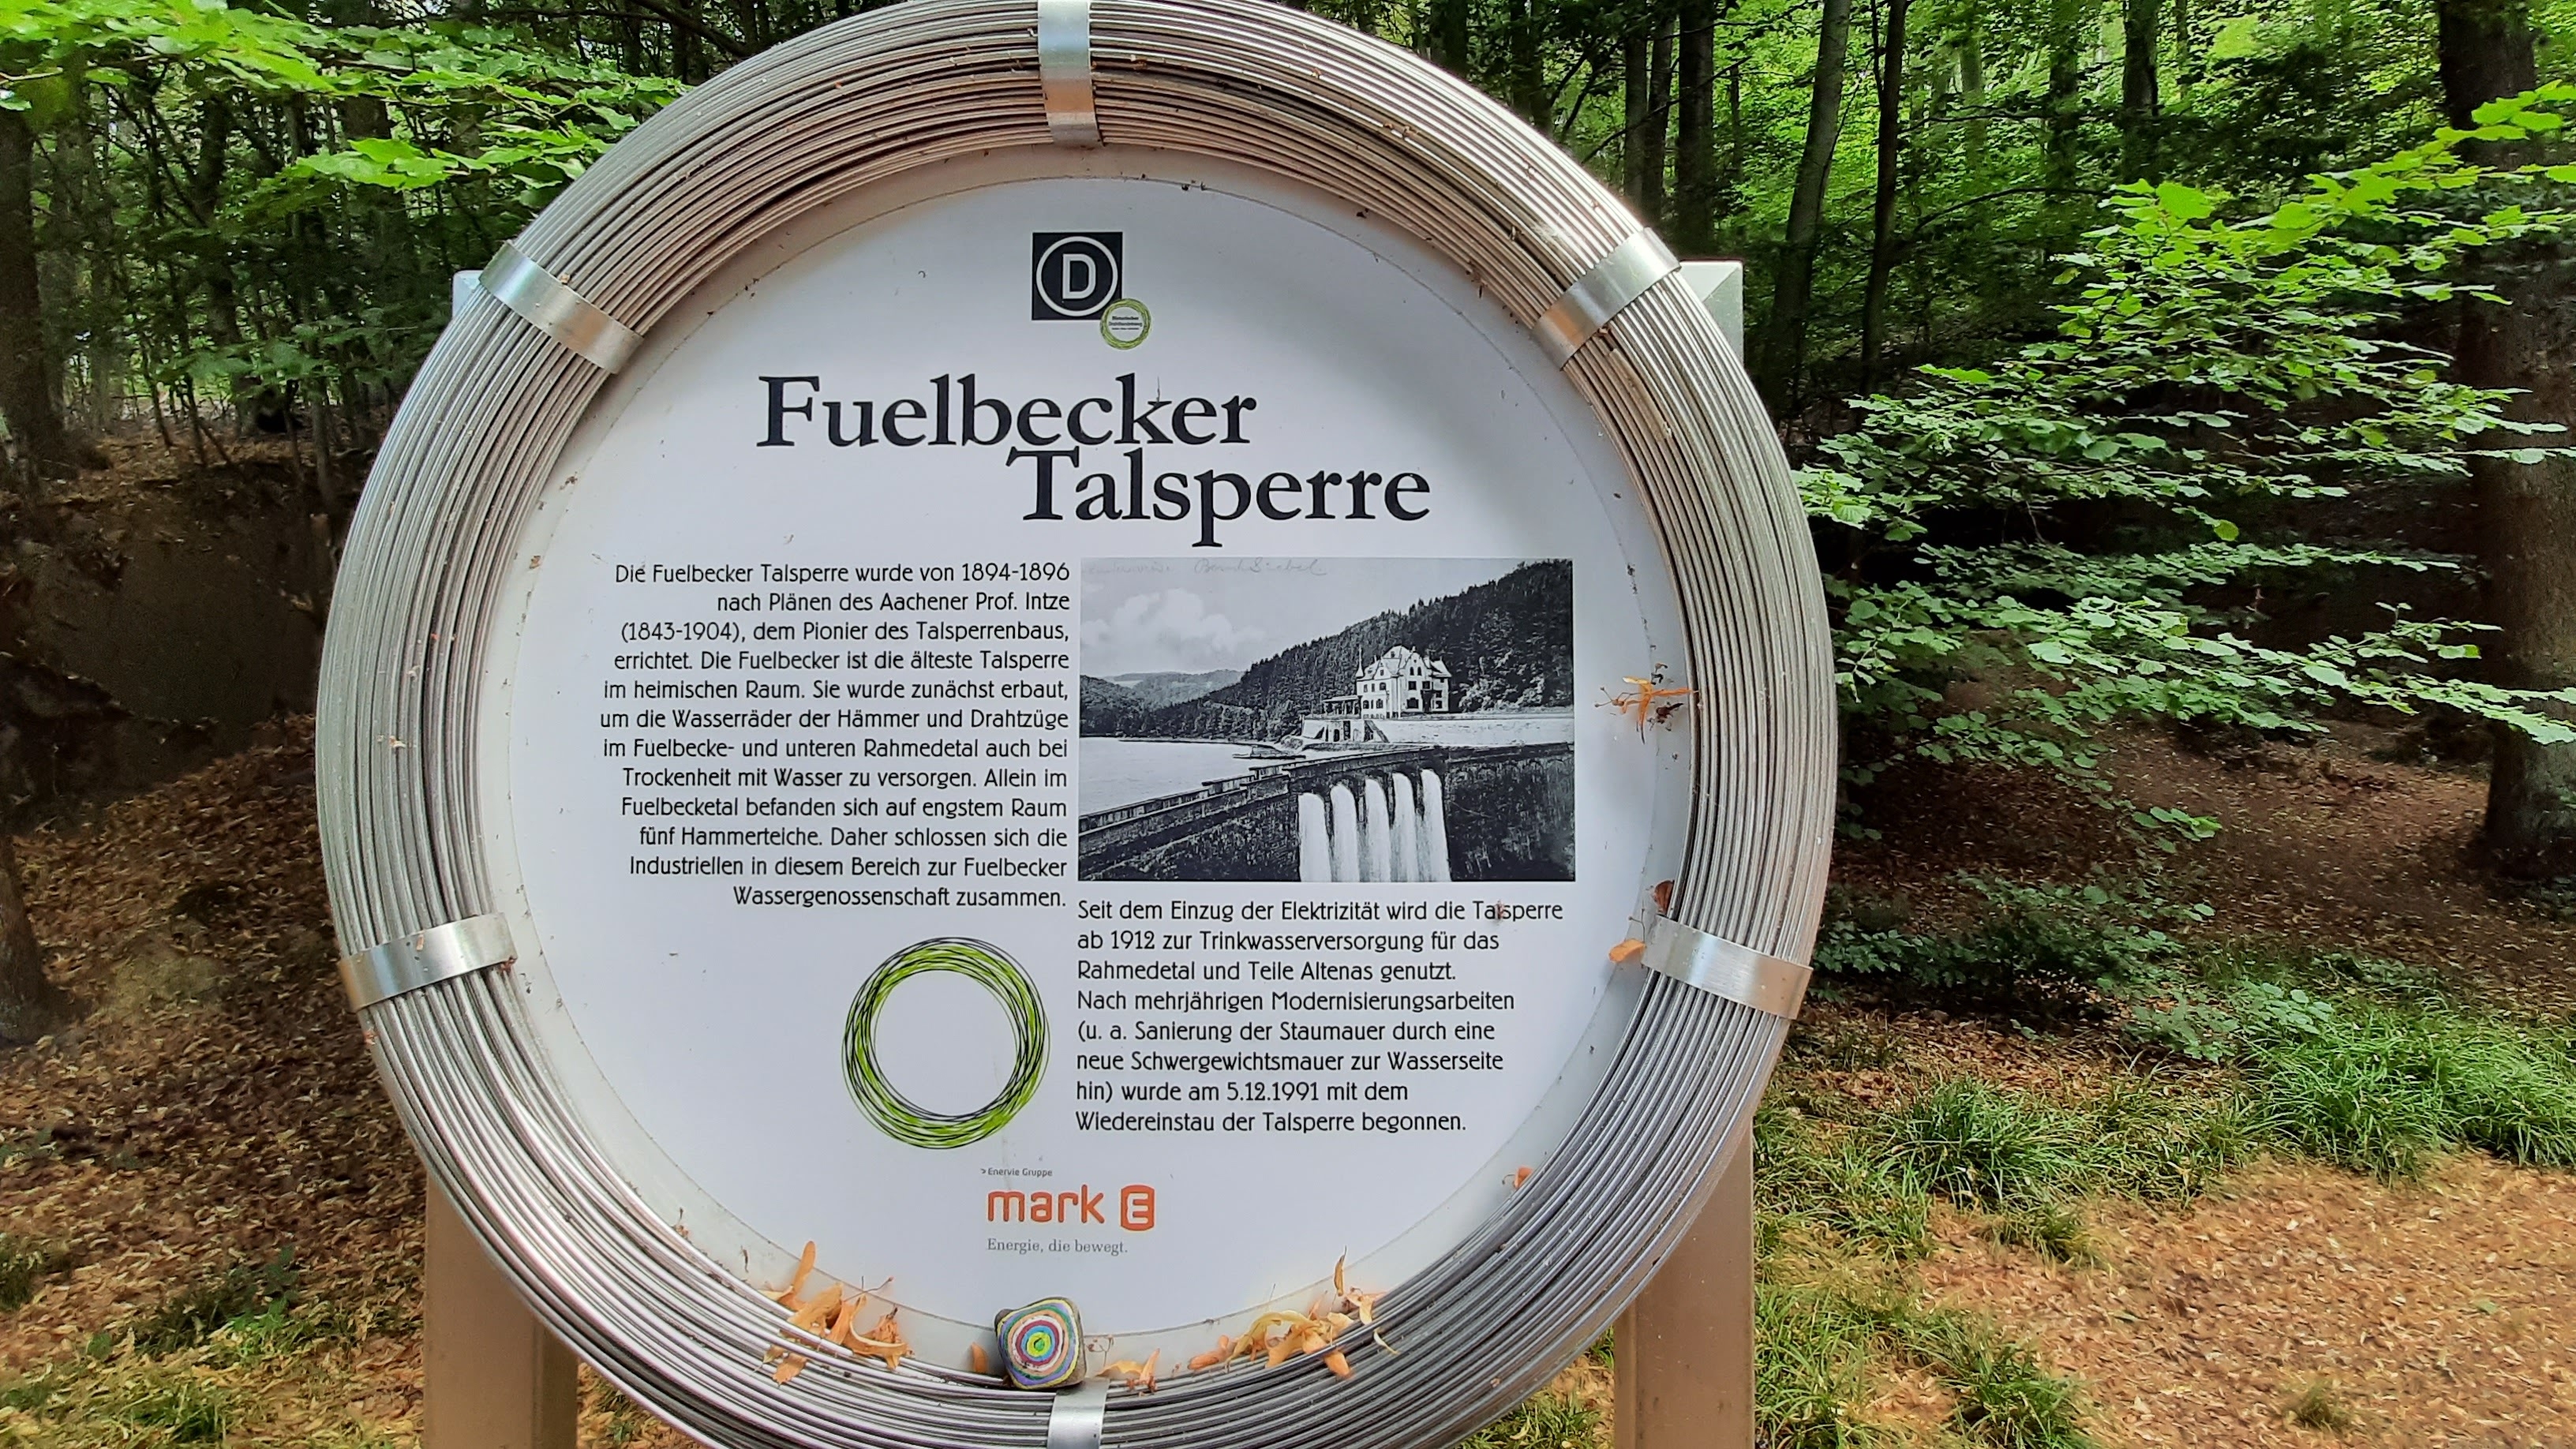 D
Fuelbecker
Talsperre
Die Fuelbecker Talsperre wurde von 1894-1896
nach Plänen des Aachener Prof. Intze
(1843-1904), dem Pionier des Talsperrenbaus,
errichtet. Die Fuelbecker ist die älteste Talsperre
im heimischen Raum. Sie wurde zunächst erbaut,
um die Wasserräder der Hämmer und Drahtzüge
im Fuelbecke- und unteren Rahmedetal auch bei
Trockenheit mit Wasser zu versorgen. Allein im
Fuelbecketal befanden sich auf engstem Raum
fünf Hammerteiche. Daher schlossen sich die
Industriellen in diesem Bereich zur Fuelbecker
Wassergenossenschaft zusammen.
Seit dem Einzug der Elektrizität wird die Talsperre
ab 1912 zur Trinkwasserversorgung für das
Rahmedetal und Teile Altenas genutzt.
Nach mehrjährigen Modernisierungsarbeiten
(u. a. Sanierung der Staumauer durch eine
neue Schwergewichtsmauer zur Wasserseite
hin) wurde am 5.12.1991 mit dem
Wiedereinstau der Talsperre begonnen.
> Enervie Gruppe
mark E
Energie, die bewegt.